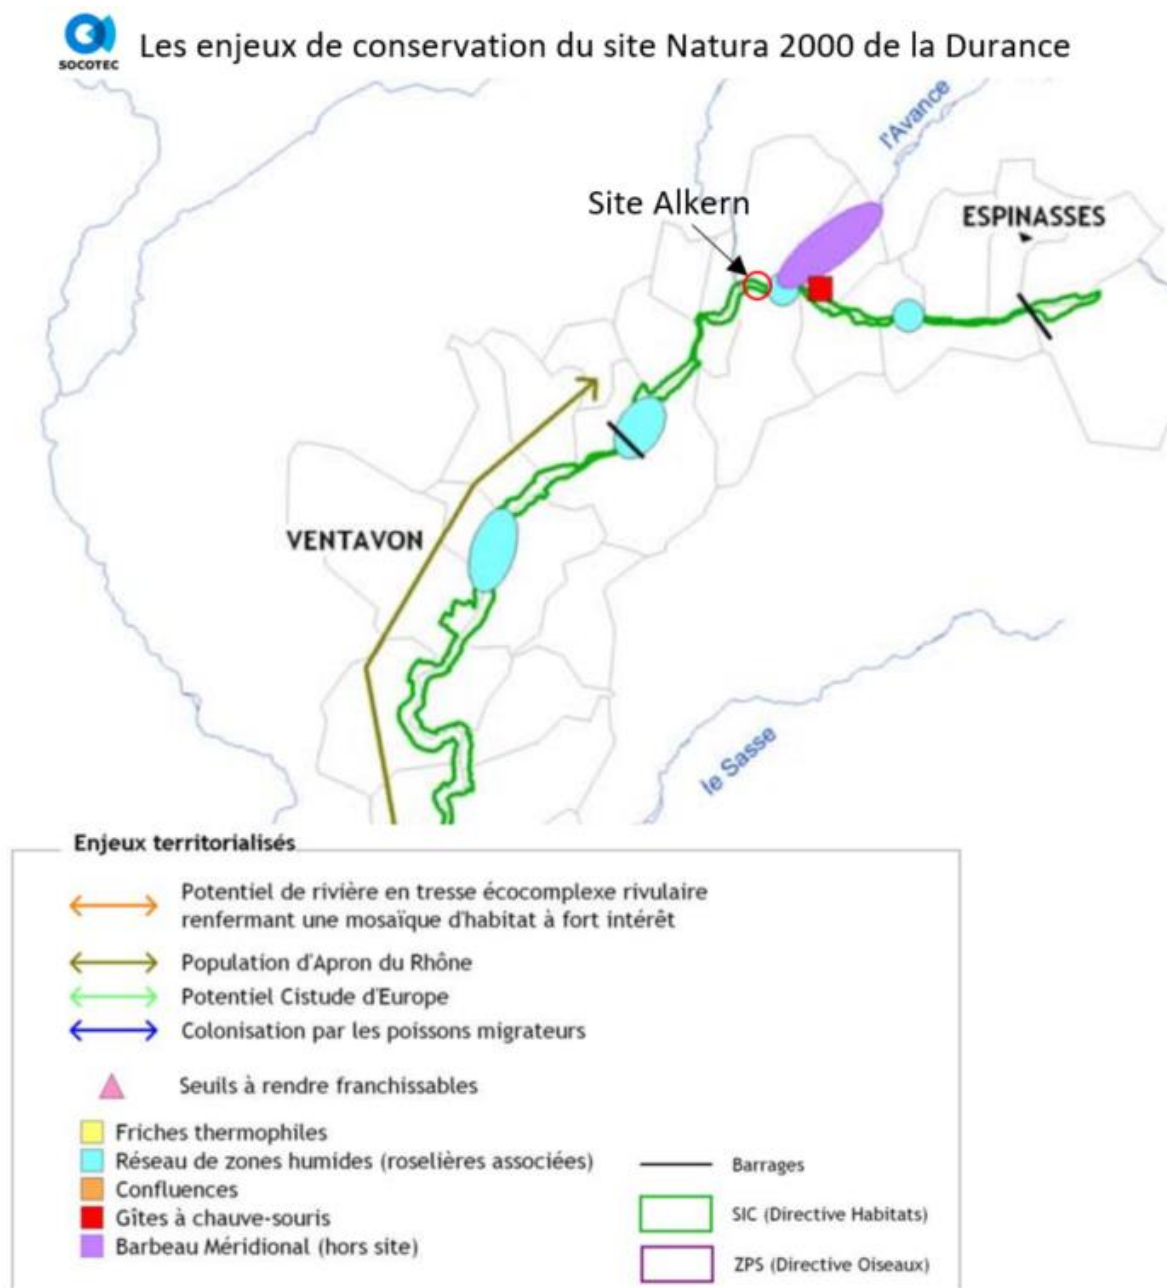 SOCOTEC
Les enjeux de conservation du site Natura 2000 de la Durance
l'Avance
Site Alkern
ESPINASSES
VENTAVON
le Sasse
Enjeux territorialisés
Potentiel de rivière en tresse écocomplexe rivulaire
renfermant une mosaïque d'habitat à fort intérêt
Population d'Apron du Rhône
Potentiel Cistude d'Europe
Colonisation par les poissons migrateurs
Seuils à rendre franchissables
Friches thermophiles
Réseau de zones humides (roselières associées)
Confluences
Gîtes à chauve-souris
Barbeau Méridional (hors site)
Barrages
SIC (Directive Habitats)
ZPS (Directive Oiseaux)